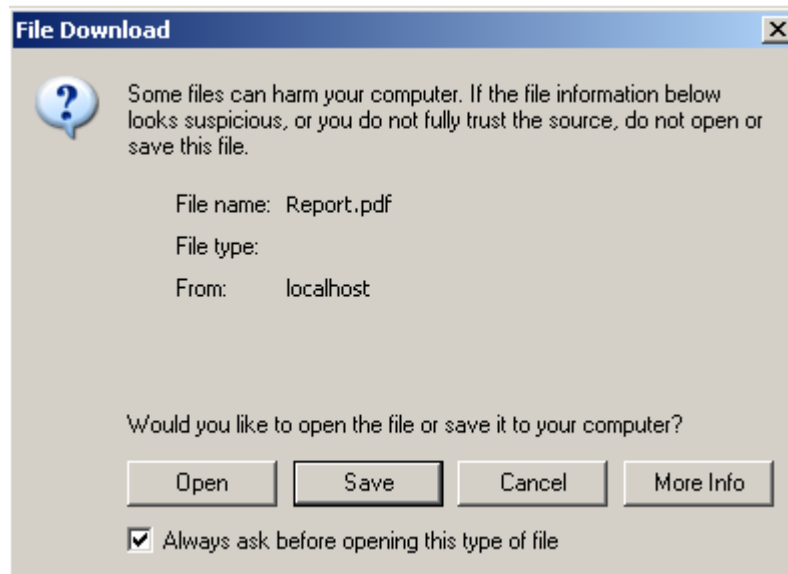 File Download
Some files can harm your computer. If the file information below
looks suspicious, or you do not fully trust the source, do not open or
save this file.
File name: Report.pdf
File type:
From: localhost
Would you like to open the file or save it to your computer?
Open Save Cancel More Info
Always ask before opening this type of file